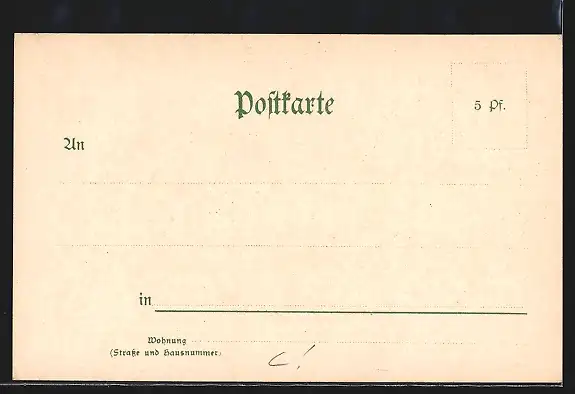 Postkarte
5 Pf.
An
in
Wohnung
(Straße und Hausnummer)
C!